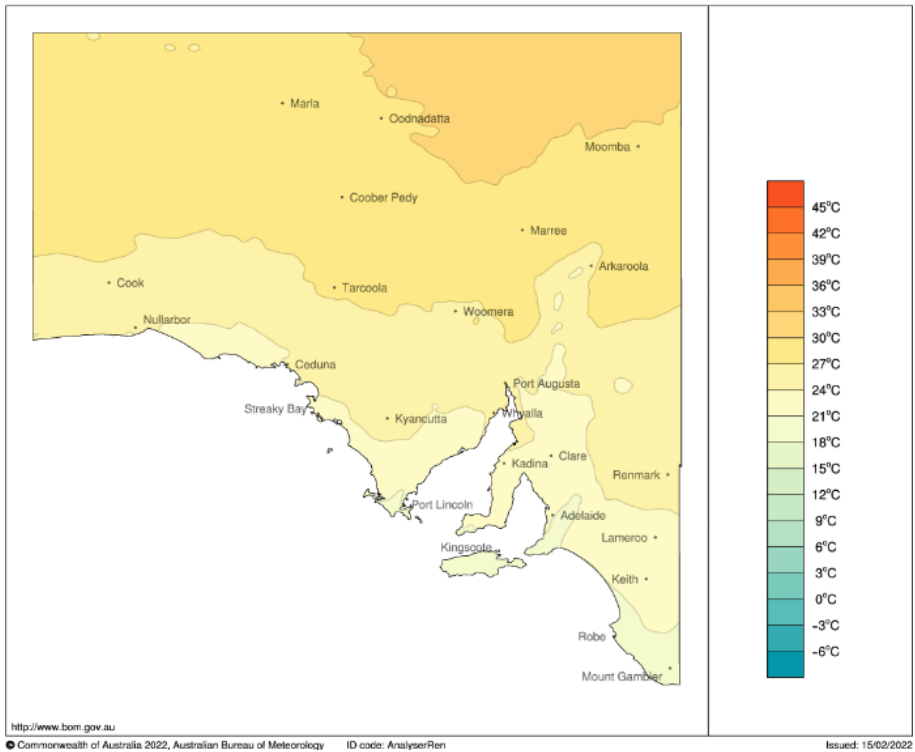 Marla
Oodnadatta
Moomba
Coober Pedy
45°C
42°C
Marree
39°C
Arkaroola
Cook
Tarcoola
36°C
Woomera
33°C
Nullarbor
30°C
Ceduna
27°C
Port Augusta
24°C
Streaky Bay
Kyancutta
Whyalla
21°C
18°C
Kadina
Clare
15°C
Renmark
12°C
Port Lincoln
Adelaide
9°C
Lameroo
Kingscote
6°C
Keith
3°C
0°C
-3°C
Robe
-6°C
Mount Gambier
http://www.bom.gov.au
© Commonwealth of Australia 2022, Australian Bureau of Meteorology ID code: AnalyserRen Issued: 15/02/2022